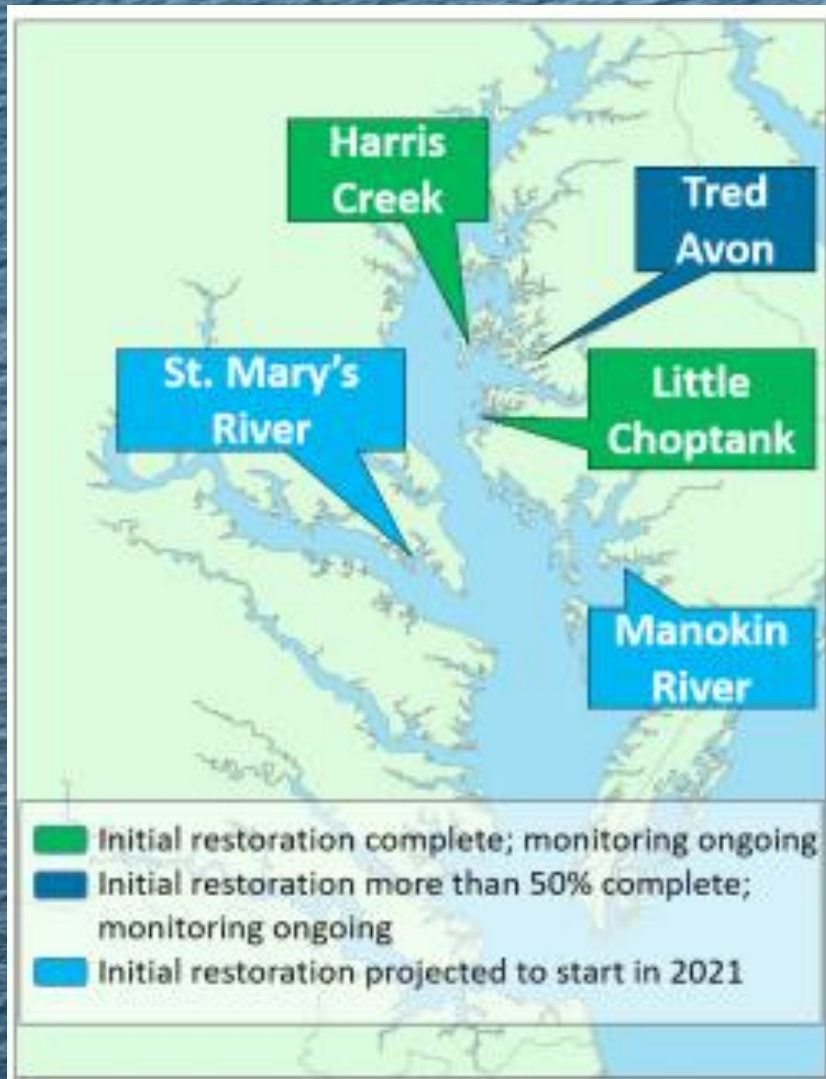 Harris
Creek
Tred
Avon
St. Mary's
River
Little
Choptank
Manokin
River
Initial restoration complete; monitoring ongoing
Initial restoration more than 50% complete;
monitoring ongoing
Initial restoration projected to start in 2021